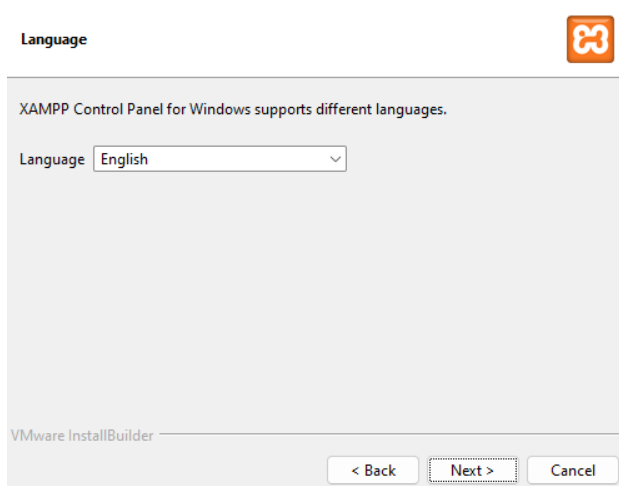 Language
XAMPP Control Panel for Windows supports different languages.
Language English
VMware InstallBuilder
< Back Next > Cancel